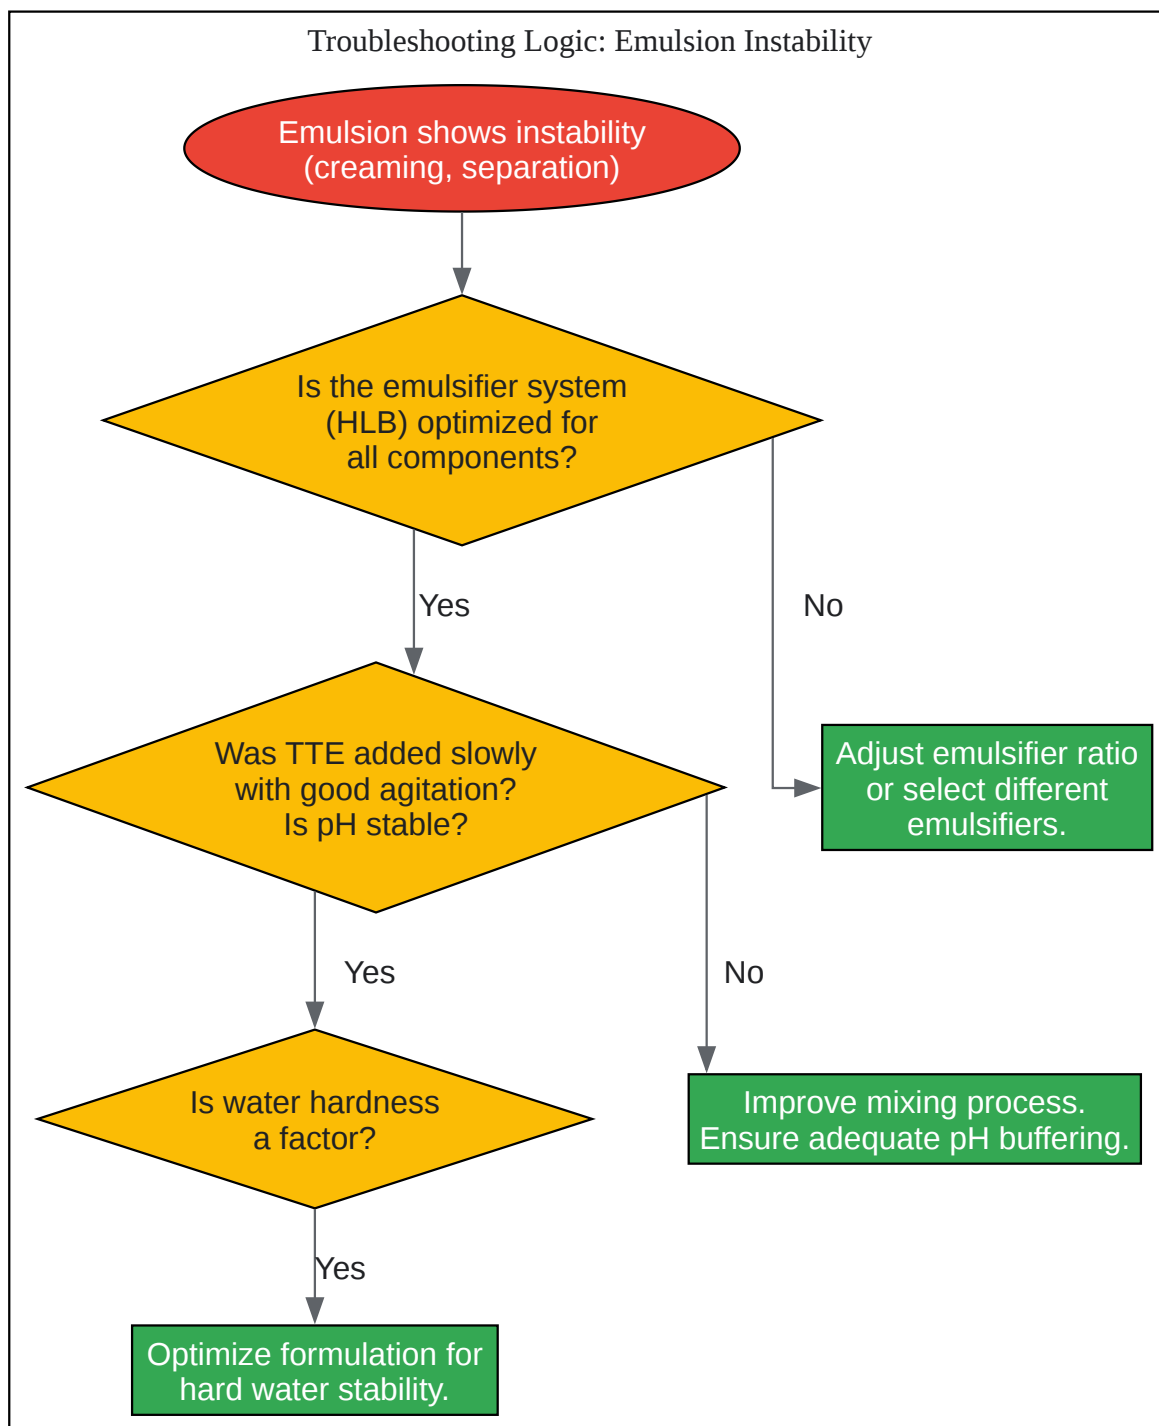 Troubleshooting Logic: Emulsion Instability
Emulsion shows instability
(creaming, separation)
Is the emulsifier system
(HLB) optimized for
all components?
Yes
No
Was TTE added slowly
with good agitation?
Is pH stable?
Adjust emulsifier ratio
or select different
emulsifiers.
Yes
No
Is water hardness
a factor?
Improve mixing process.
Ensure adequate pH buffering.
Yes
Optimize formulation for
hard water stability.